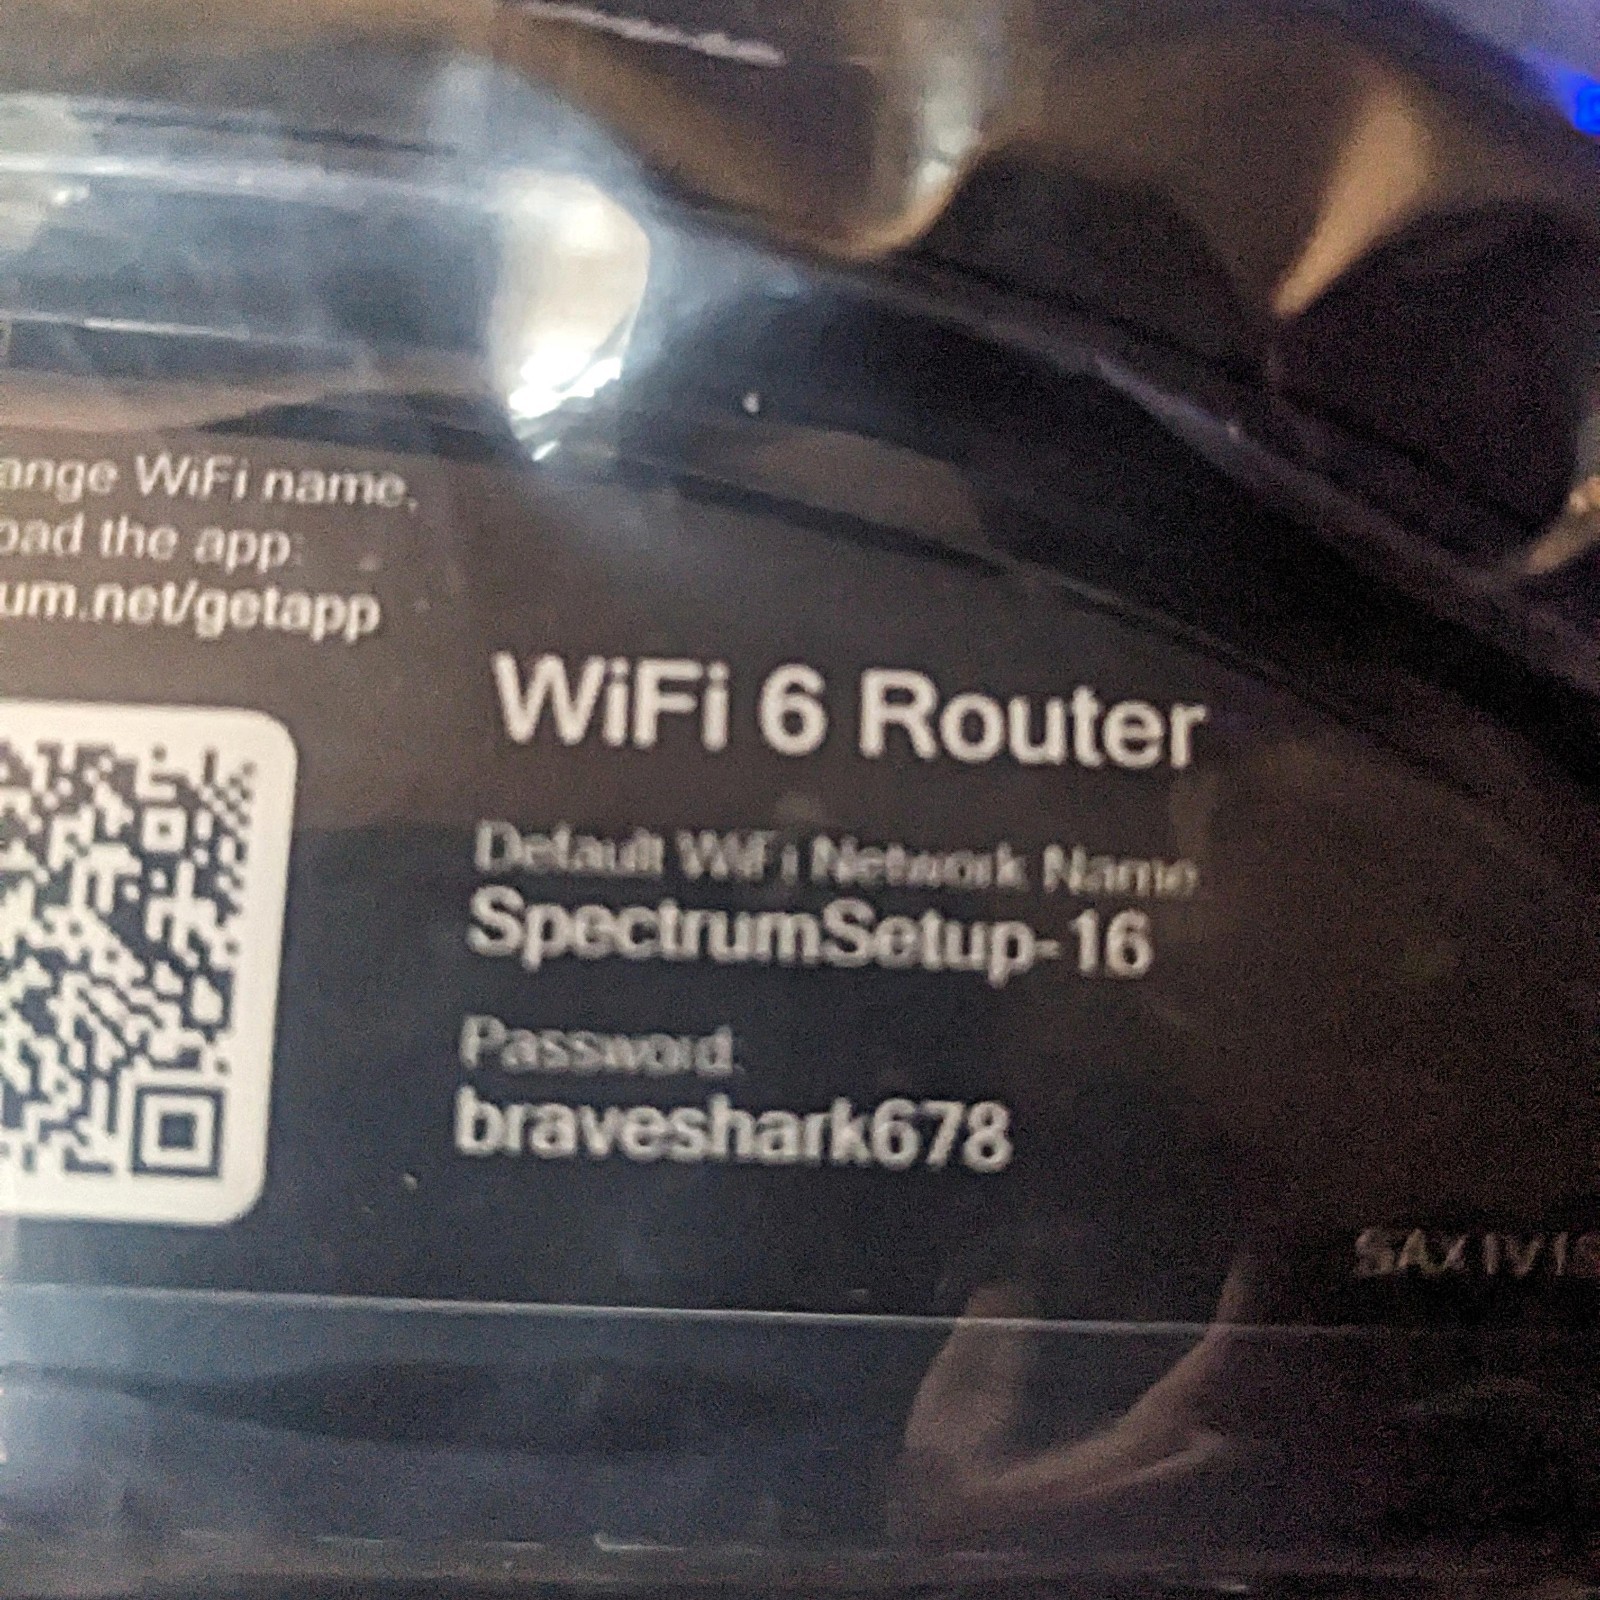 ange WiFi name,
oad the app:
um.net/getapp
WiFi 6 Router
Default WiFi Network Name
SpectrumSetup-16
Password
braveshark678
SAX1V1S